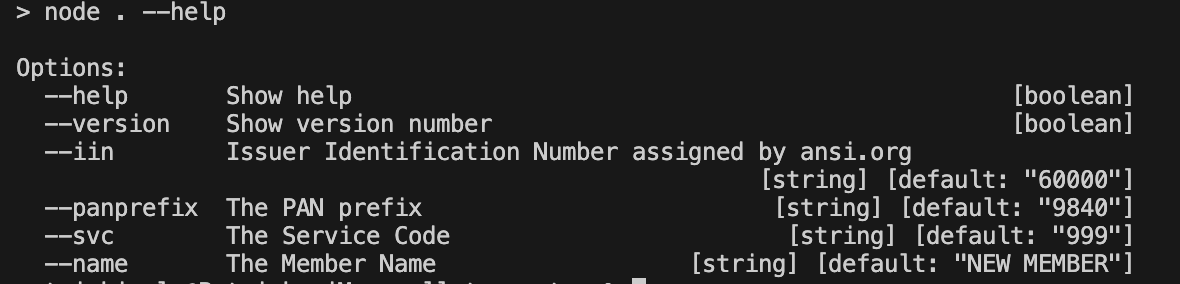 > node . --help
Options:
--help Show help [boolean]
--version Show version number [boolean]
--iin Issuer Identification Number assigned by ansi.org
[string] [default: "60000"]
--panprefix The PAN prefix [string] [default: "9840"]
--svc The Service Code [string] [default: "999"]
--name The Member Name [string] [default: "NEW MEMBER"]